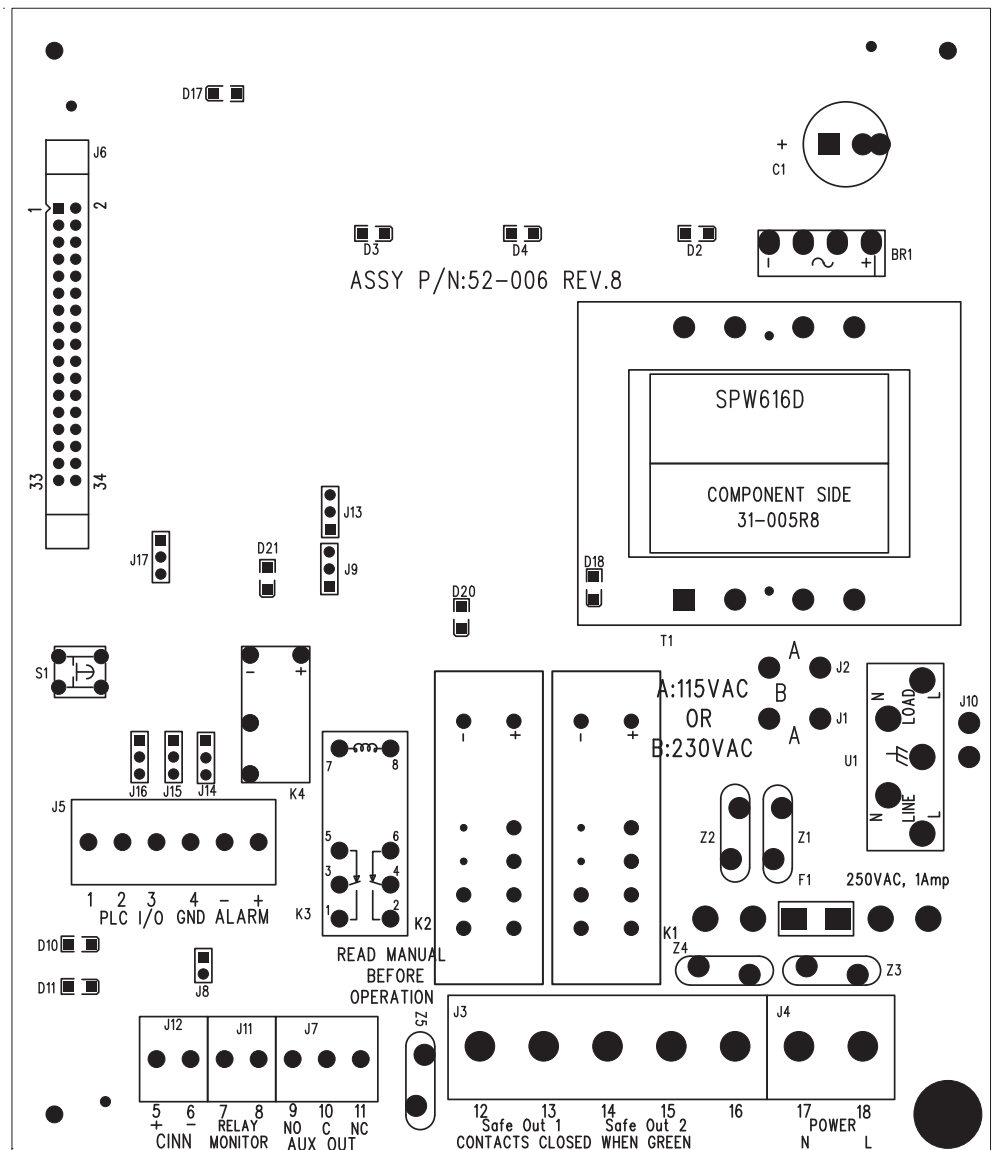 D17
J6
+
C1
1
2
D3
D4
D2
BR1
- ~ +
ASSY P/N:52-006 REV.8
SPW616D
COMPONENT SIDE
31-005R8
33
34
J13
J17
D21
J9
D18
D20
T1
S1
- +
A
J2
A:115VAC
B
N LOAD L
J10
OR
J1
- +
- +
B:230VAC
A
U1
7 8
J16
J15
J14
K4
N LINE L
J5
5 6
Z2
Z1
3 4
F1
250VAC, 1Amp
1 2 3 4 - +
PLC I/O GND ALARM
K3
1 2
K2
K1
D10
READ MANUAL
BEFORE
OPERATION
Z4
Z3
D11
J8
Z5
J12
J11
J7
J3
J4
5 6 7 8 9 10 11
+ - RELAY NO C NC
CINN MONITOR AUX OUT
12 13 14 15 16 17 18
Safe Out 1 Safe Out 2 POWER
CONTACTS CLOSED WHEN GREEN N L